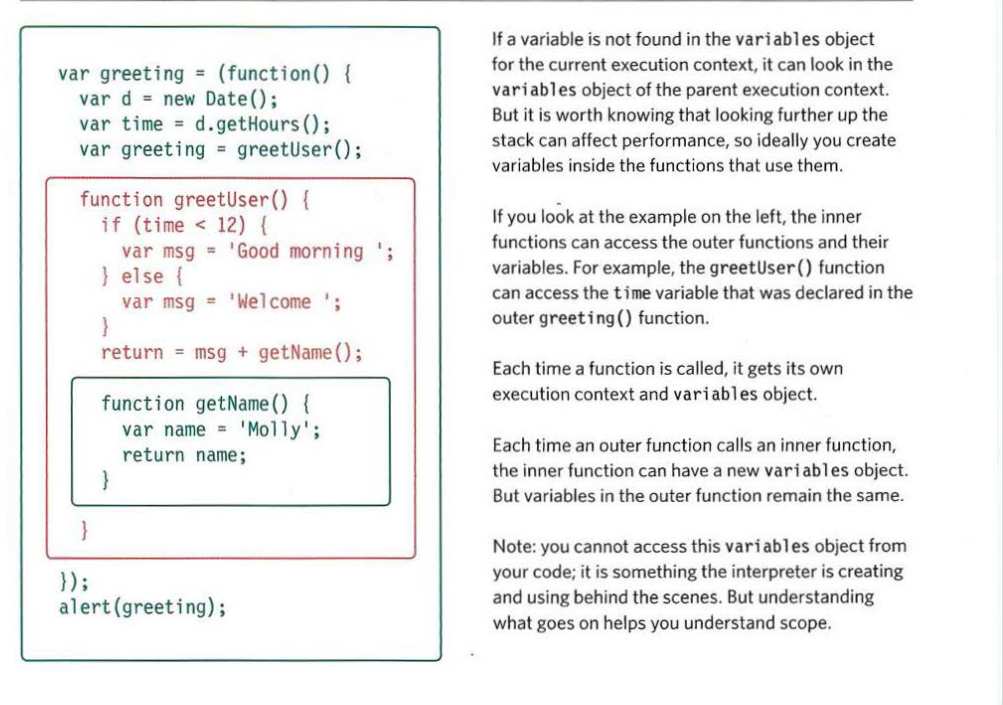 var greeting = (function() {
var d = new Date();
var time = d.getHours();
var greeting = greetUser();
function greetUser() {
if (time < 12) {
var msg = 'Good morning ';
} else {
var msg = 'Welcome ';
}
return = msg + getName();
function getName() {
var name = 'Molly';
return name;
}
}
});
alert(greeting);
If a variable is not found in the variables object
for the current execution context, it can look in the
variables object of the parent execution context.
But it is worth knowing that looking further up the
stack can affect performance, so ideally you create
variables inside the functions that use them.
If you look at the example on the left, the inner
functions can access the outer functions and their
variables. For example, the greetUser() function
can access the time variable that was declared in the
outer greeting() function.
Each time a function is called, it gets its own
execution context and variables object.
Each time an outer function calls an inner function,
the inner function can have a new variables object.
But variables in the outer function remain the same.
Note: you cannot access this variables object from
your code; it is something the interpreter is creating
and using behind the scenes. But understanding
what goes on helps you understand scope.